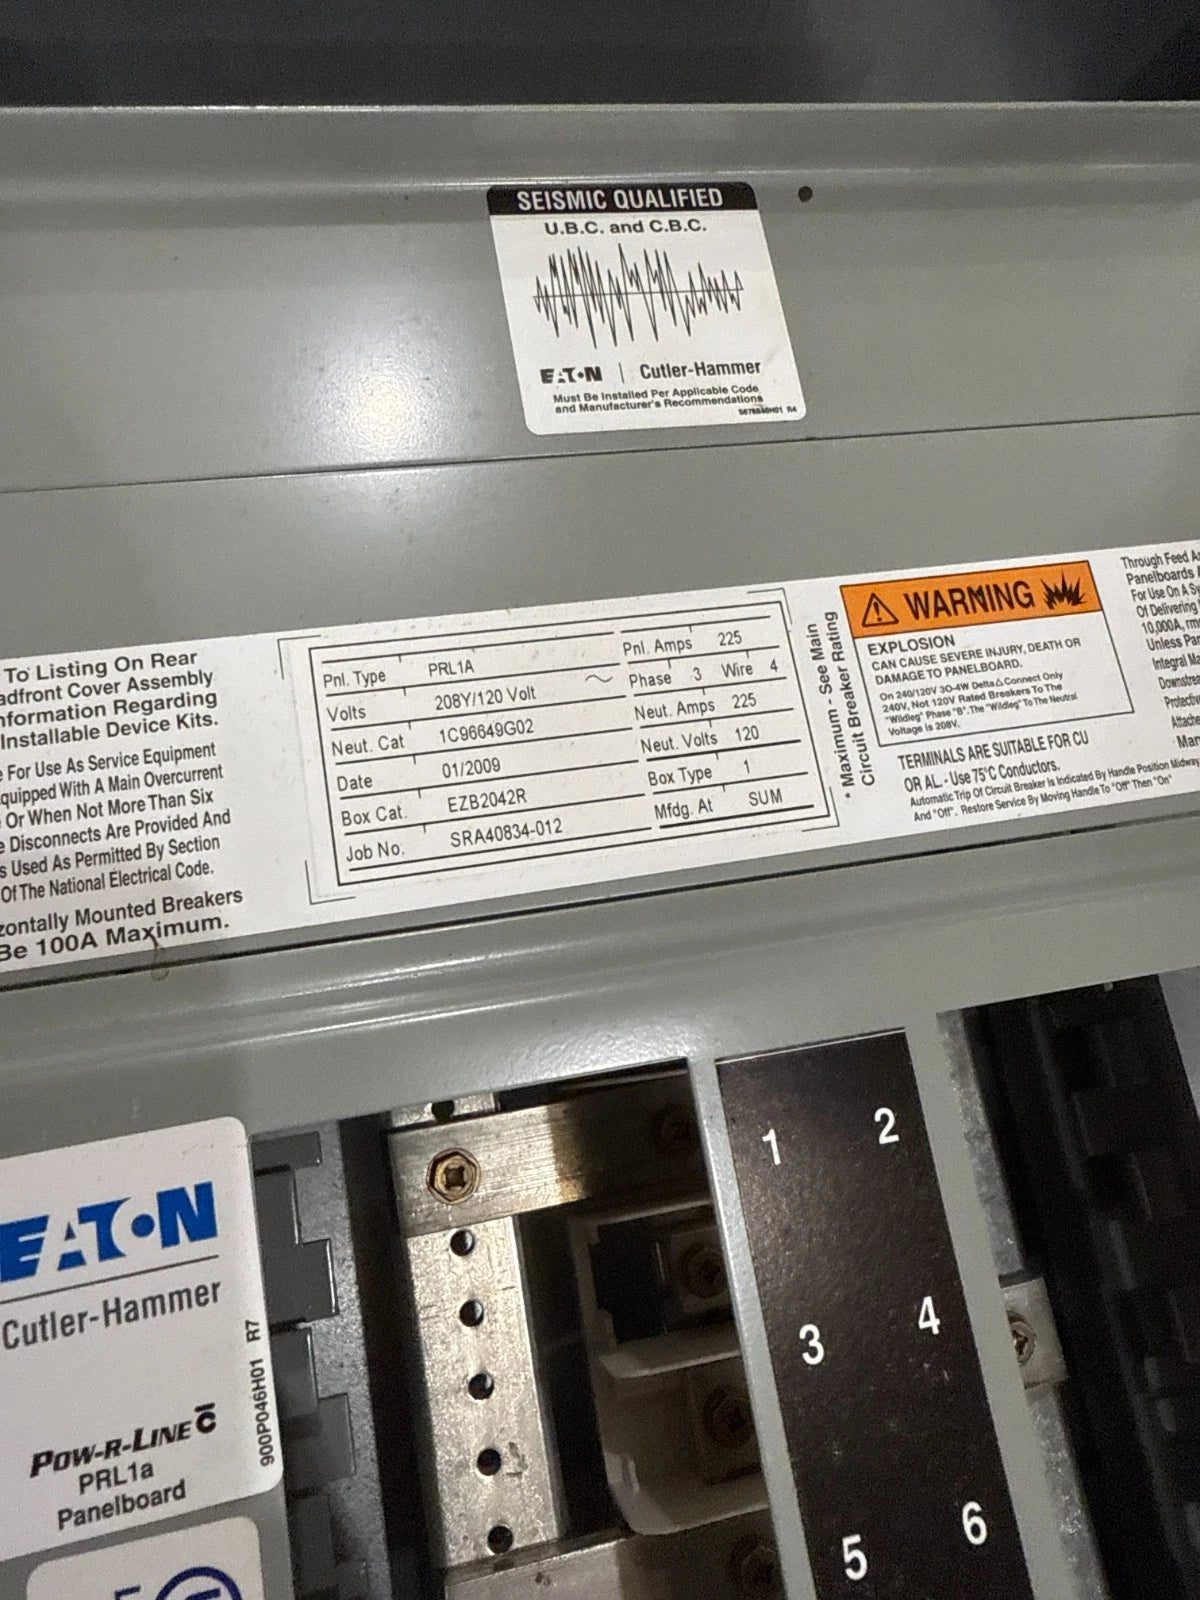 SEISMIC QUALIFIED
U.B.C. and C.B.C.
EATON | Cutler-Hammer
Must Be Installed Per Applicable Code
and Manufacturer's Recommendations
R4
To Listing On Rear
adfront Cover Assembly
nformation Regarding
Installable Device Kits.
For Use As Service Equipment
quipped With A Main Overcurrent
Or When Not More Than Six
Disconnects Are Provided And
s Used As Permitted By Section
Of The National Electrical Code.
zontally Mounted Breakers
Be 100A Maximum.
Pnl. Type PRL1A
Volts 208Y/120 Volt ~
Neut. Cat 1C96649G02
Date 01/2009
Box Cat. EZB2042R
Job No. SRA40834-012
Pnl. Amps 225
Phase 3 Wire 4
Neut. Amps 225
Neut. Volts 120
Box Type 1
Mfdg. At SUM
* Maximum - See Main
Circuit Breaker Rating
⚠ WARNING
EXPLOSION
CAN CAUSE SEVERE INJURY, DEATH OR
DAMAGE TO PANELBOARD.
On 240/120V 3O-4W Delta△Connect Only
240V, Not 120V Rated Breakers To The
"Wildleg" Phase "B". The "Wildleg" To The Neutral
Voltage Is 208V.
TERMINALS ARE SUITABLE FOR CU
OR AL. - Use 75°C Conductors.
Automatic Trip Of Circuit Breaker Is Indicated By Handle Position Midway
And "Off". Restore Service By Moving Handle To "Off" Then "On"
Through Feed
Panelboards
For Use On A
Of Delivering
10,000A,
Unless
Integral
EATON
Cutler-Hammer
POW-R-LINE C
PRL1a
Panelboard
900P046H01 R7
1 2
3 4
5 6